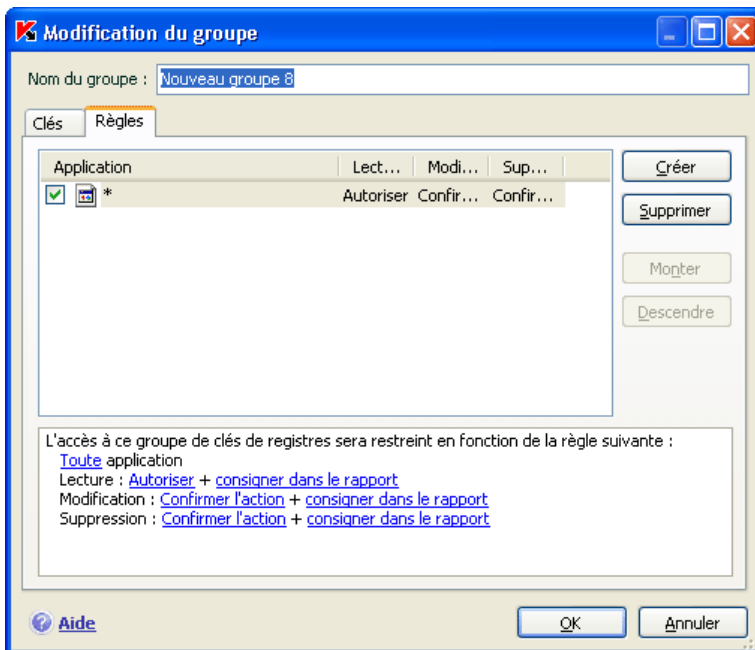 Modification du groupe
Nom du groupe : Nouveau groupe 8
Clés Règles
Application Lect... Modi... Sup...
* Autoriser Confir... Confir...
Créer
Supprimer
Monter
Descendre
L'accès à ce groupe de clés de registres sera restreint en fonction de la règle suivante :
Toute application
Lecture : Autoriser + consigner dans le rapport
Modification : Confirmer l'action + consigner dans le rapport
Suppression : Confirmer l'action + consigner dans le rapport
Aide OK Annuler